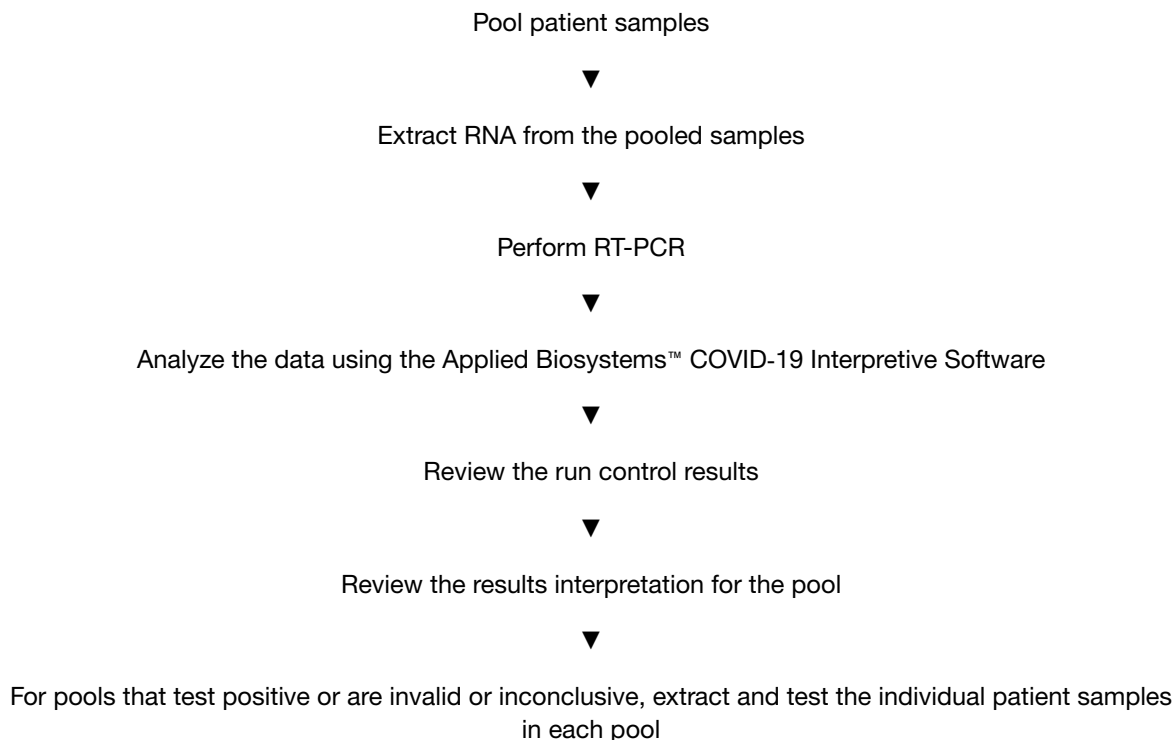 Pool patient samples
▼
Extract RNA from the pooled samples
▼
Perform RT-PCR
▼
Analyze the data using the Applied Biosystems™ COVID-19 Interpretive Software
▼
Review the run control results
▼
Review the results interpretation for the pool
▼
For pools that test positive or are invalid or inconclusive, extract and test the individual patient samples
in each pool